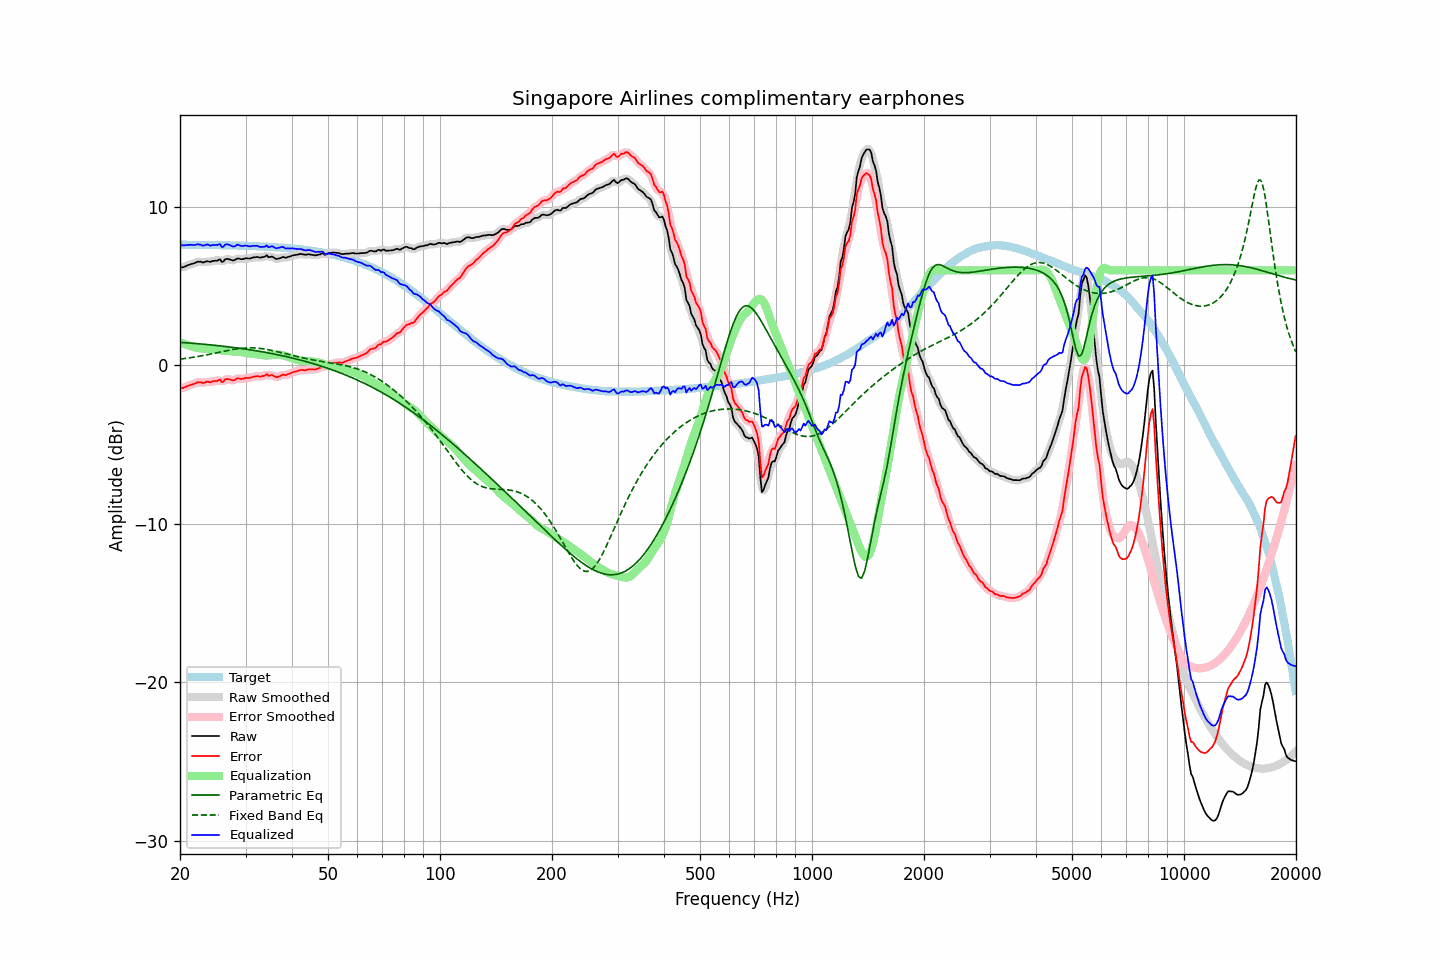 Singapore Airlines complimentary earphones
Amplitude (dBr)
10
0
−10
−20
−30
Target
Raw Smoothed
Error Smoothed
Raw
Error
Equalization
Parametric Eq
Fixed Band Eq
Equalized
20 50 100 200 500 1000 2000 5000 10000 20000
Frequency (Hz)